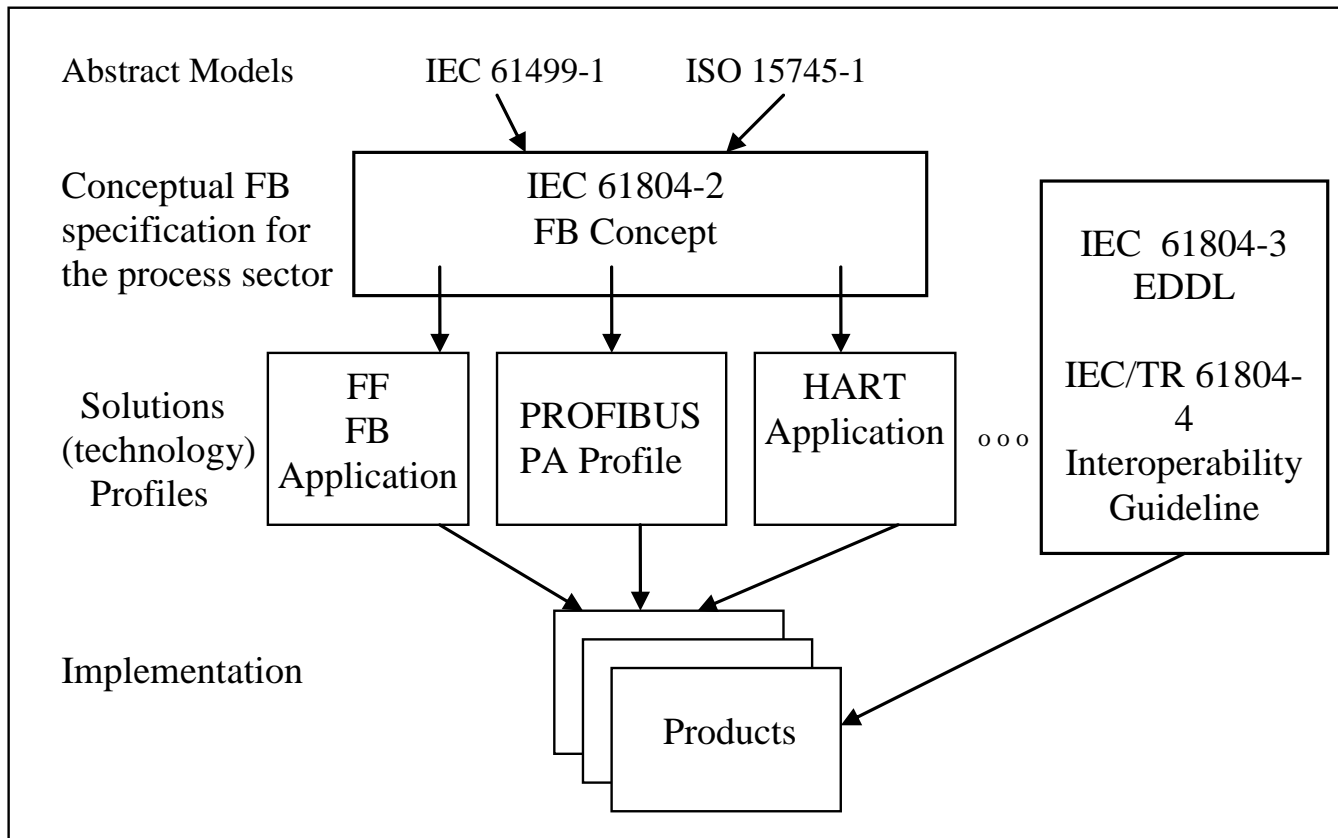 Abstract Models
IEC 61499-1
ISO 15745-1
Conceptual FB
specification for
the process sector
IEC 61804-2
FB Concept
IEC 61804-3
EDDL
IEC/TR 61804-
4
Interoperability
Guideline
Solutions
(technology)
Profiles
FF
FB
Application
PROFIBUS
PA Profile
HART
Application
o o o
Implementation
Products